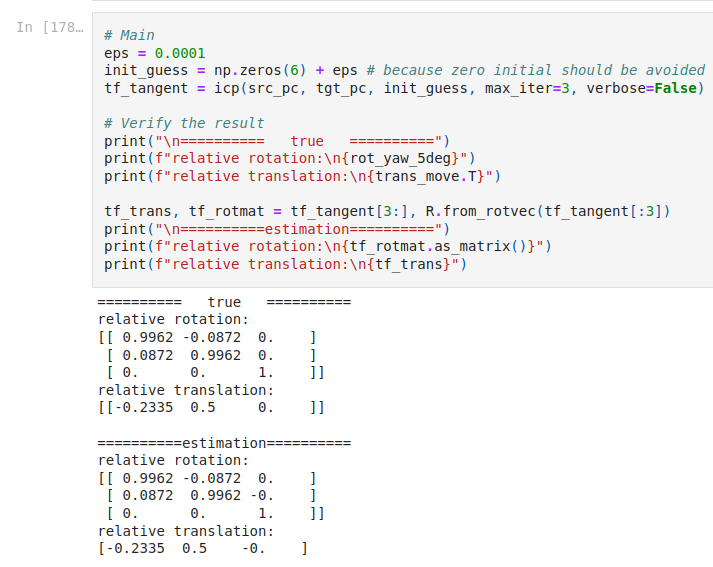 In [178…
# Main
eps = 0.0001
init_guess = np.zeros(6) + eps # because zero initial should be avoided
tf_tangent = icp(src_pc, tgt_pc, init_guess, max_iter=3, verbose=False)

# Verify the result
print("\n==========   true   ==========")
print(f"relative rotation:\n{rot_yaw_5deg}")
print(f"relative translation:\n{trans_move.T}")

tf_trans, tf_rotmat = tf_tangent[3:], R.from_rotvec(tf_tangent[:3])
print("\n==========estimation==========")
print(f"relative rotation:\n{tf_rotmat.as_matrix()}")
print(f"relative translation:\n{tf_trans}")

==========   true   ==========
relative rotation:
[[ 0.9962 -0.0872  0.    ]
 [ 0.0872  0.9962  0.    ]
 [ 0.      0.      1.    ]]
relative translation:
[[-0.2335  0.5     0.    ]]

==========estimation==========
relative rotation:
[[ 0.9962 -0.0872  0.    ]
 [ 0.0872  0.9962 -0.    ]
 [ 0.      0.      1.    ]]
relative translation:
[-0.2335  0.5    -0.    ]